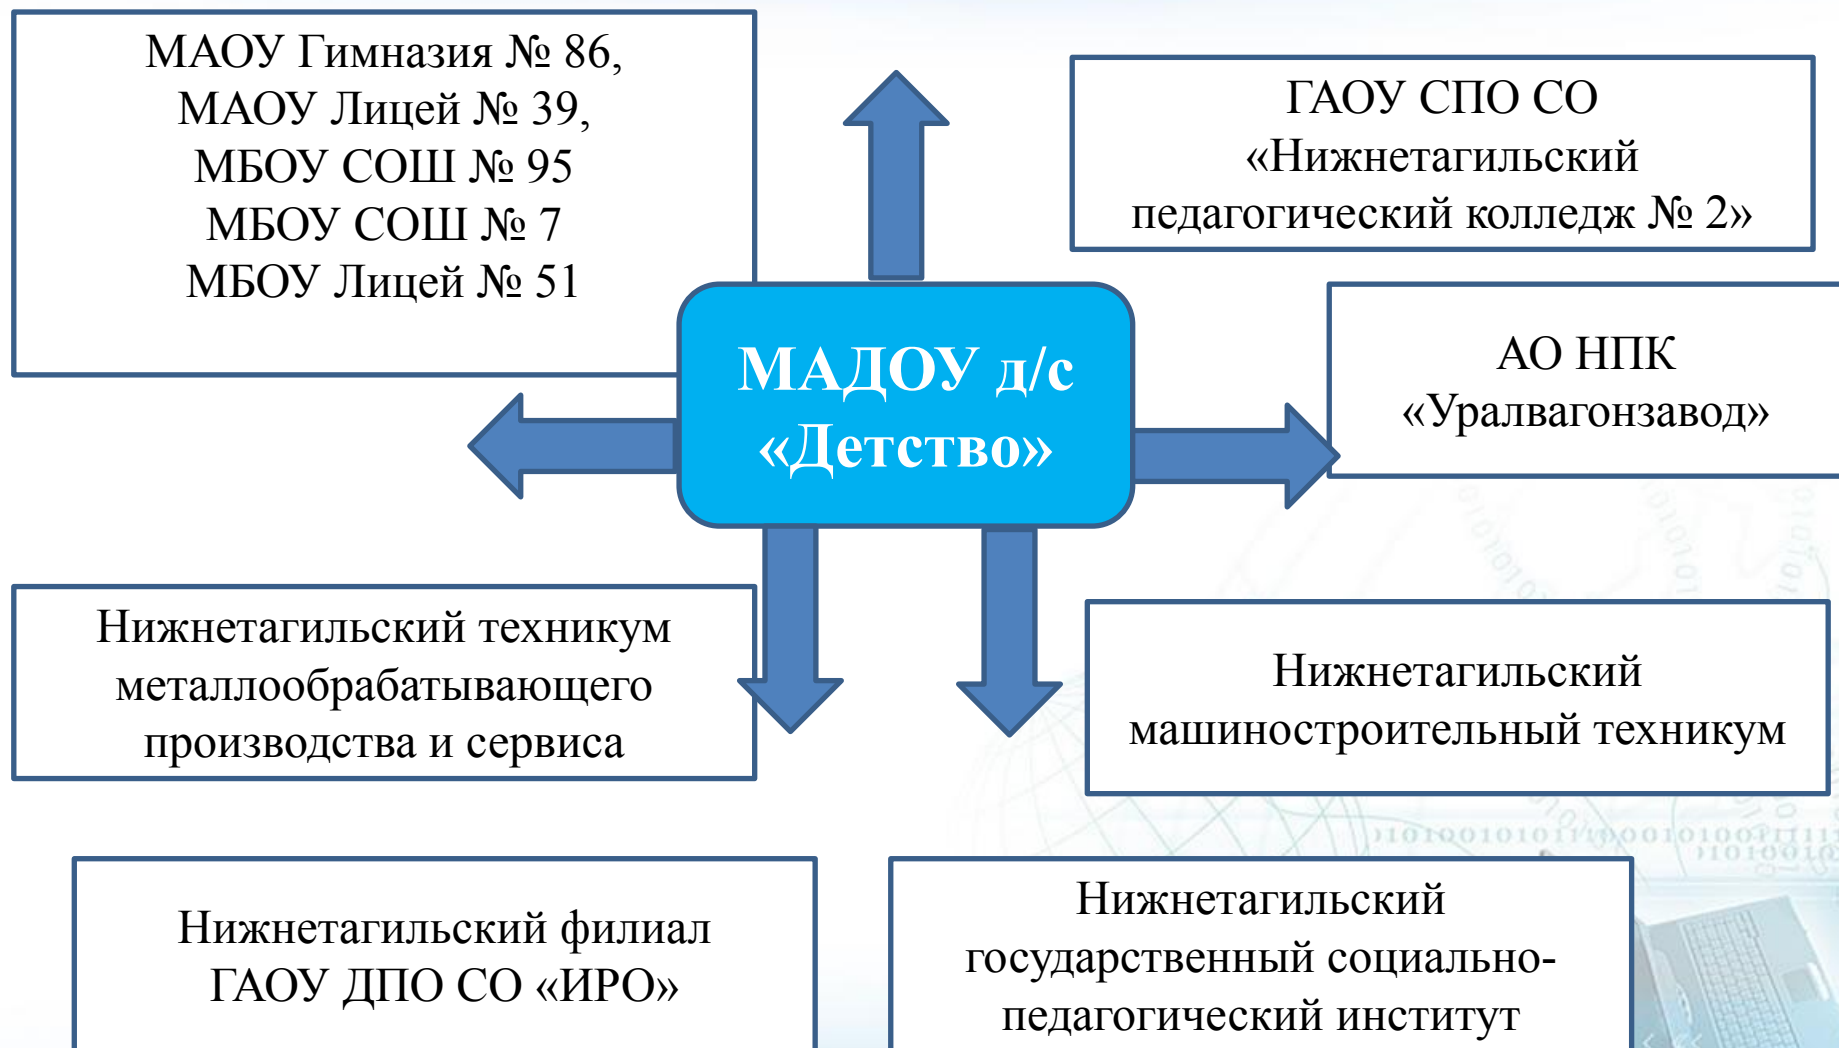 МАОУ Гимназия № 86,
МАОУ Лицей № 39,
МБОУ СОШ № 95
МБОУ СОШ № 7
МБОУ Лицей № 51
ГАОУ СПО СО
«Нижнетагильский
педагогический колледж № 2»
МАДОУ д/с
«Детство»
АО НПК
«Уралвагонзавод»
Нижнетагильский техникум
металлообрабатывающего
производства и сервиса
Нижнетагильский
машиностроительный техникум
Нижнетагильский филиал
ГАОУ ДПО СО «ИРО»
Нижнетагильский
государственный социально-
педагогический институт